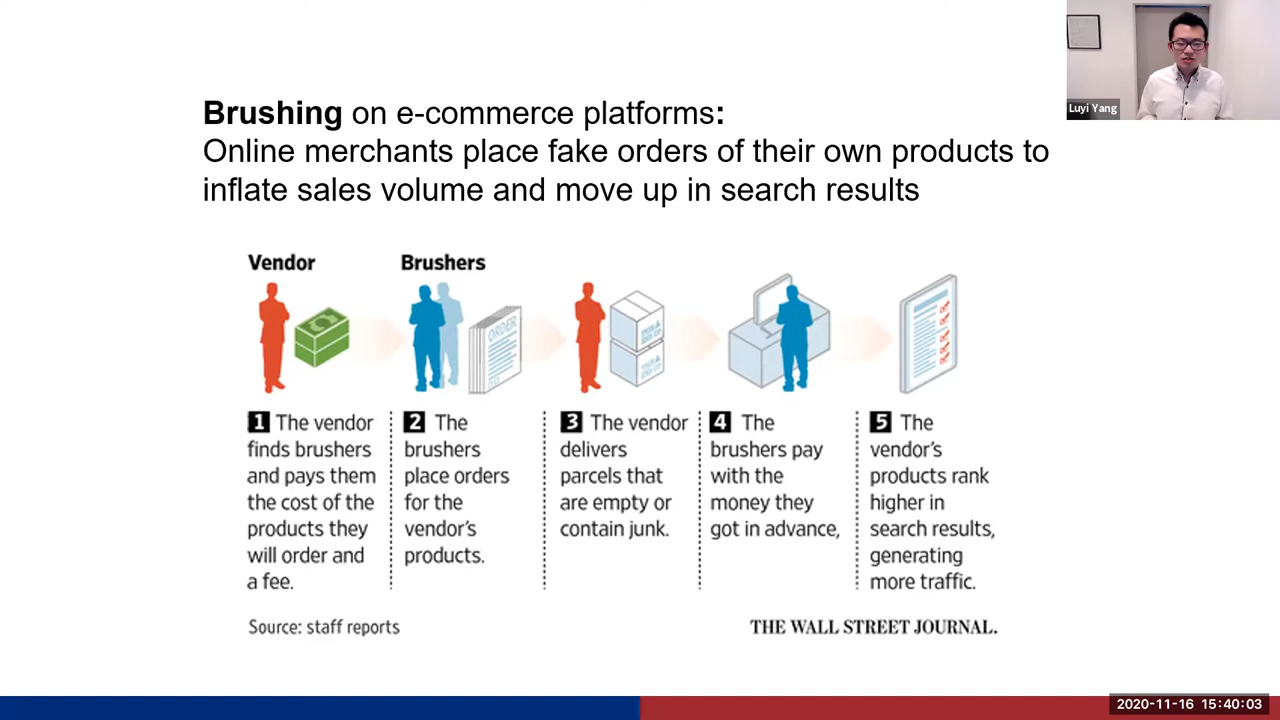 Luyi Yang
Brushing on e-commerce platforms:
Online merchants place fake orders of their own products to
inflate sales volume and move up in search results
Vendor
Brushers
ORDER
1 The vendor
finds brushers
and pays them
the cost of the
products they
will order and
a fee.
2 The
brushers
place orders
for the
vendor's
products.
3 The vendor
delivers
parcels that
are empty or
contain junk.
4 The
brushers pay
with the
money they
got in advance,
5 The
vendor's
products rank
higher in
search results,
generating
more traffic.
Source: staff reports
THE WALL STREET JOURNAL.
2020-11-16 15:40:03